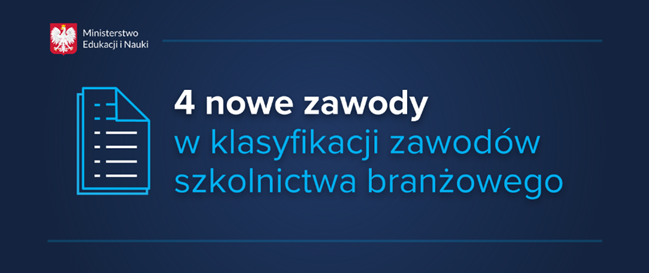 Ministerstwo
Edukacji i Nauki
4 nowe zawody
w klasyfikacji zawodów
szkolnictwa branżowego